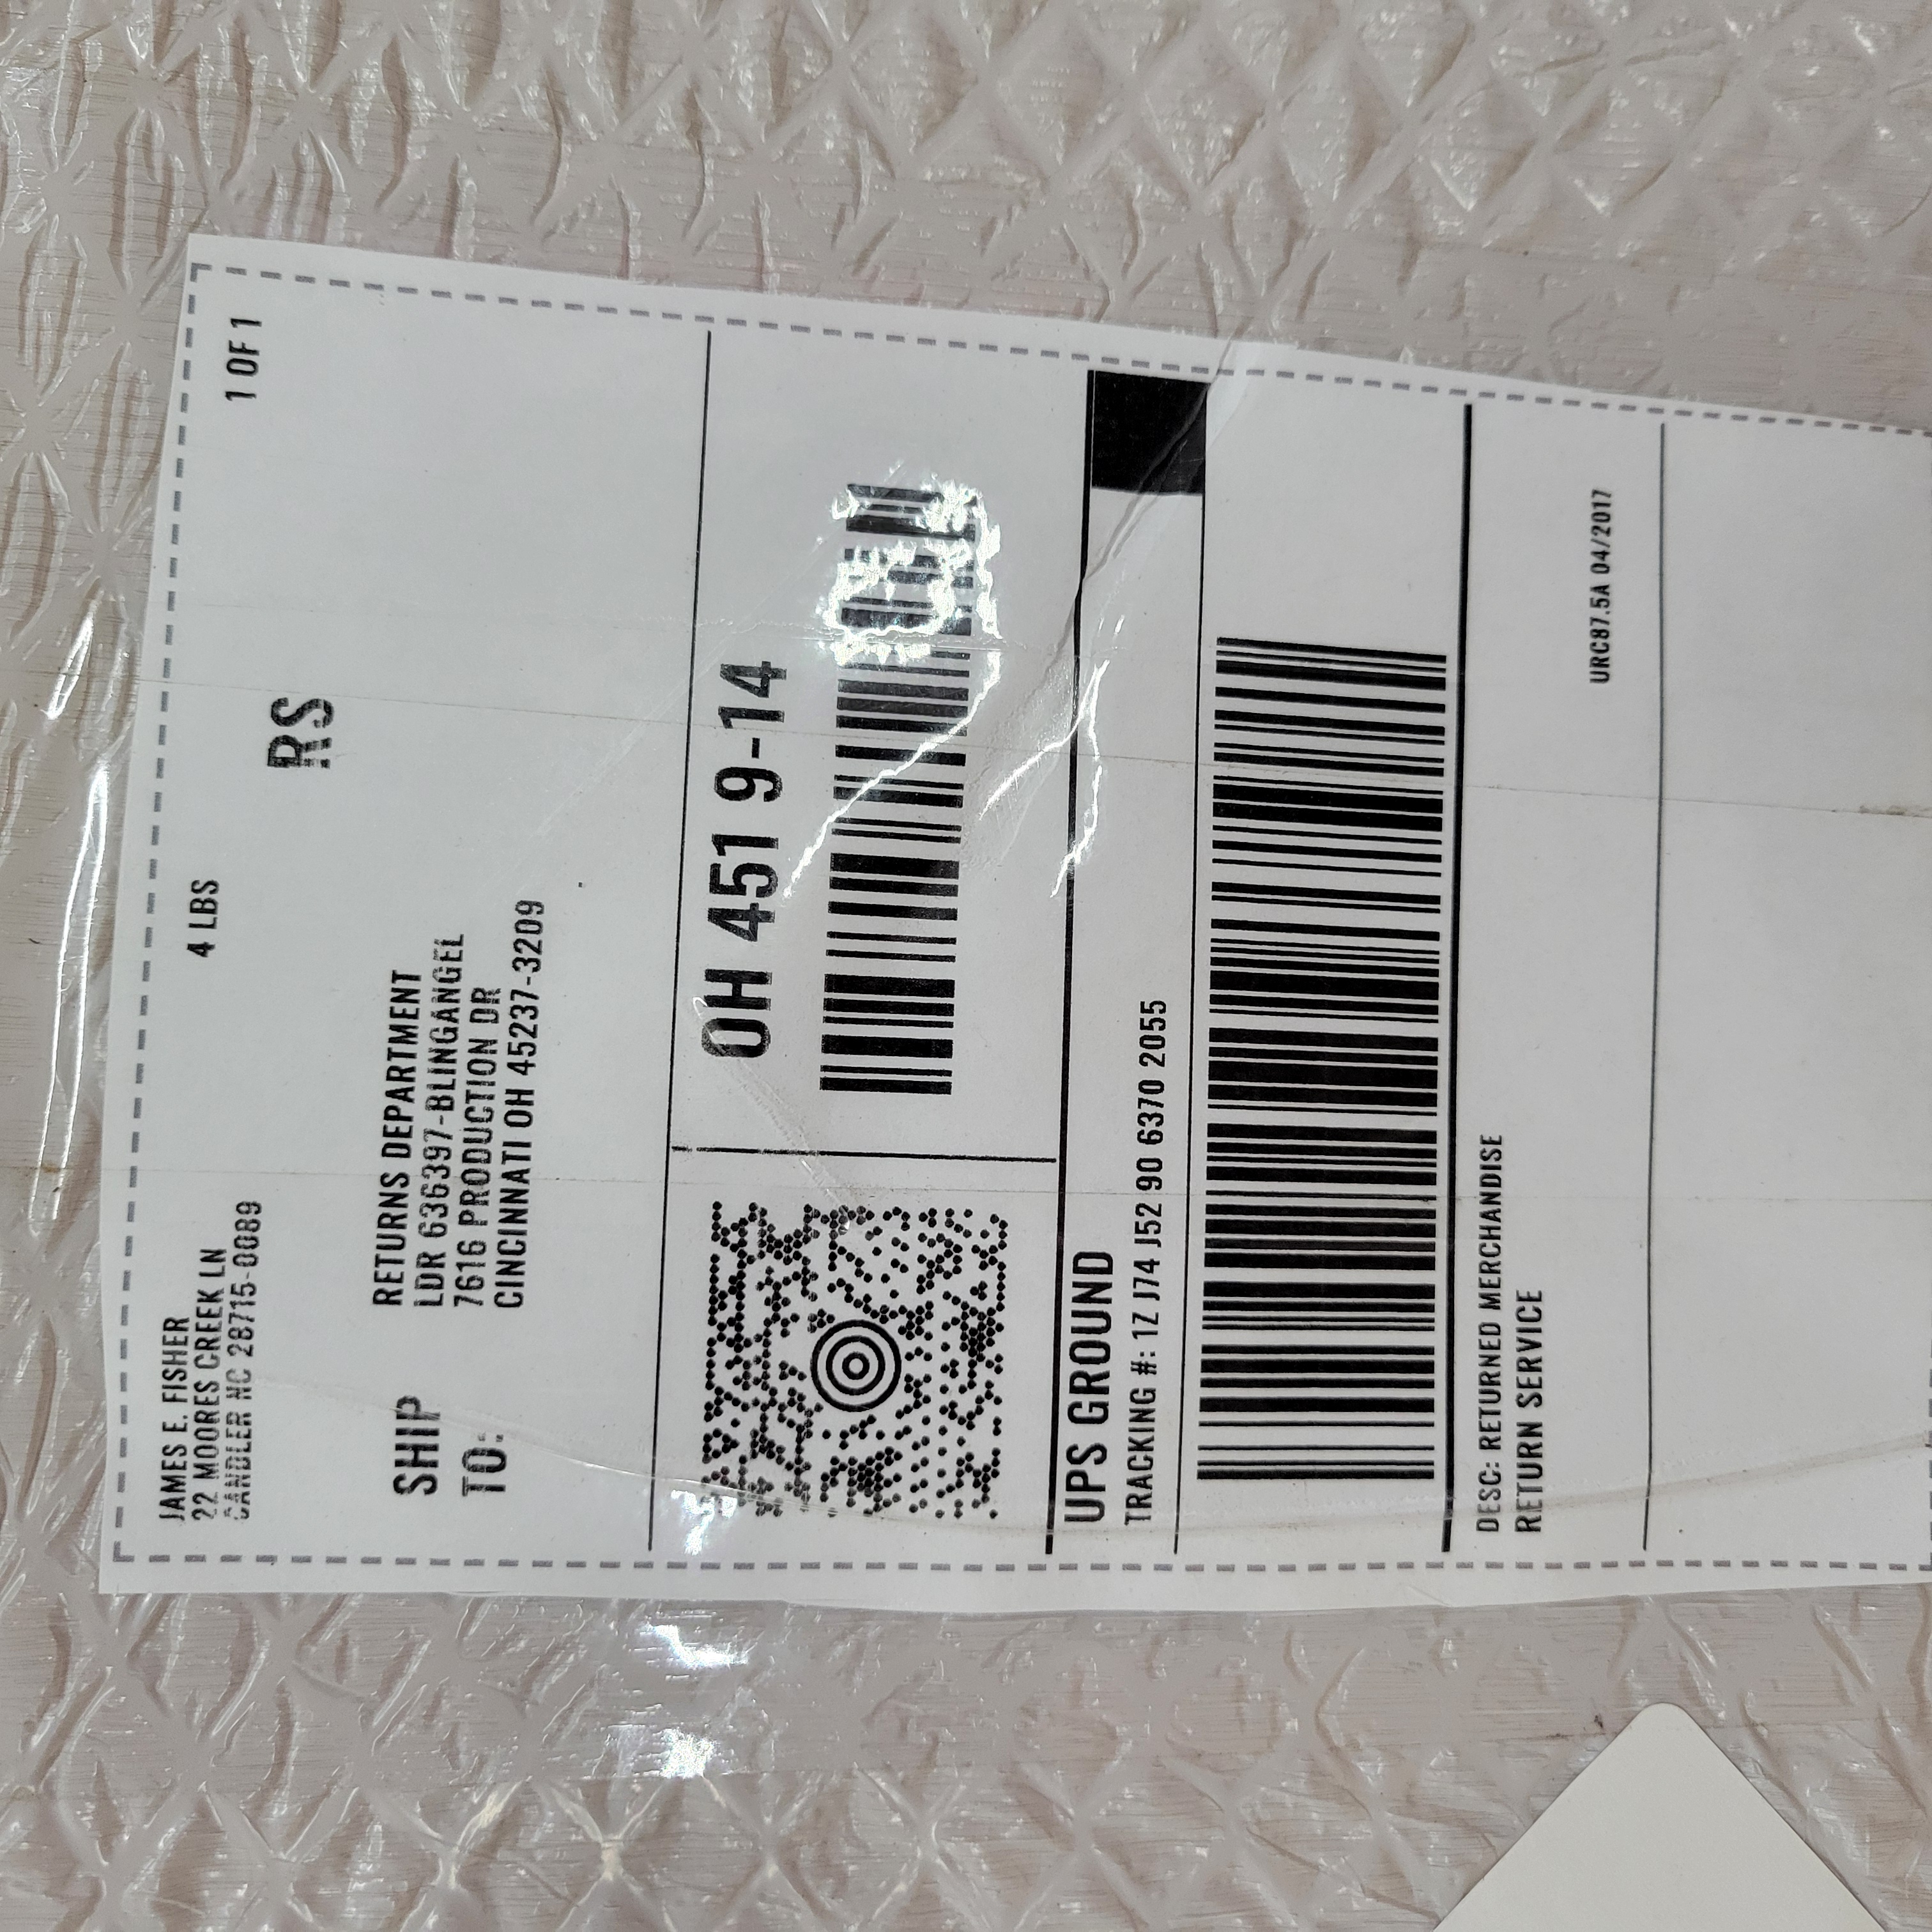 JAMES E. FISHER
22 MOORES CREEK LN
CANDLER NC 28715-0089
4 LBS
1 OF 1
RS
SHIP
TO:
RETURNS DEPARTMENT
LDR 636397-BLINGANGEL
7616 PRODUCTION DR
CINCINNATI OH 45237-3209
OH 451 9-14
UPS GROUND
TRACKING #: 1Z J74 J52 90 6370 2055
DESC: RETURNED MERCHANDISE
RETURN SERVICE
URC87.5A 04/2017